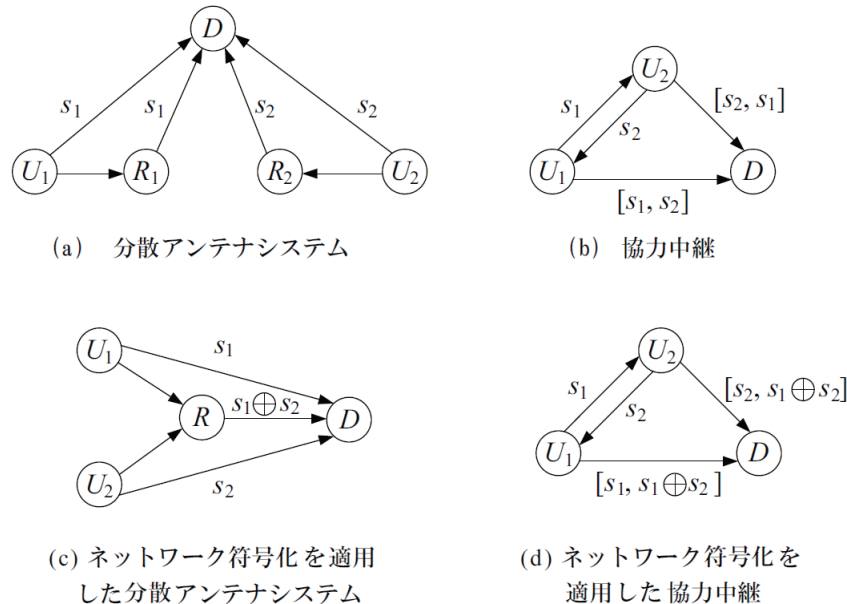 D
s₁ s₁ s₂ s₂
U₁ R₁ R₂ U₂
(a) 分散アンテナシステム
U₂
s₁ s₂ [s₂, s₁]
U₁ D
[s₁, s₂]
(b) 協力中継
U₁ s₁
R s₁⊕s₂ D
U₂ s₂
(c) ネットワーク符号化を適用
した分散アンテナシステム
U₂
s₁ s₂ [s₂, s₁⊕s₂]
U₁ D
[s₁, s₁⊕s₂]
(d) ネットワーク符号化を
適用した協力中継